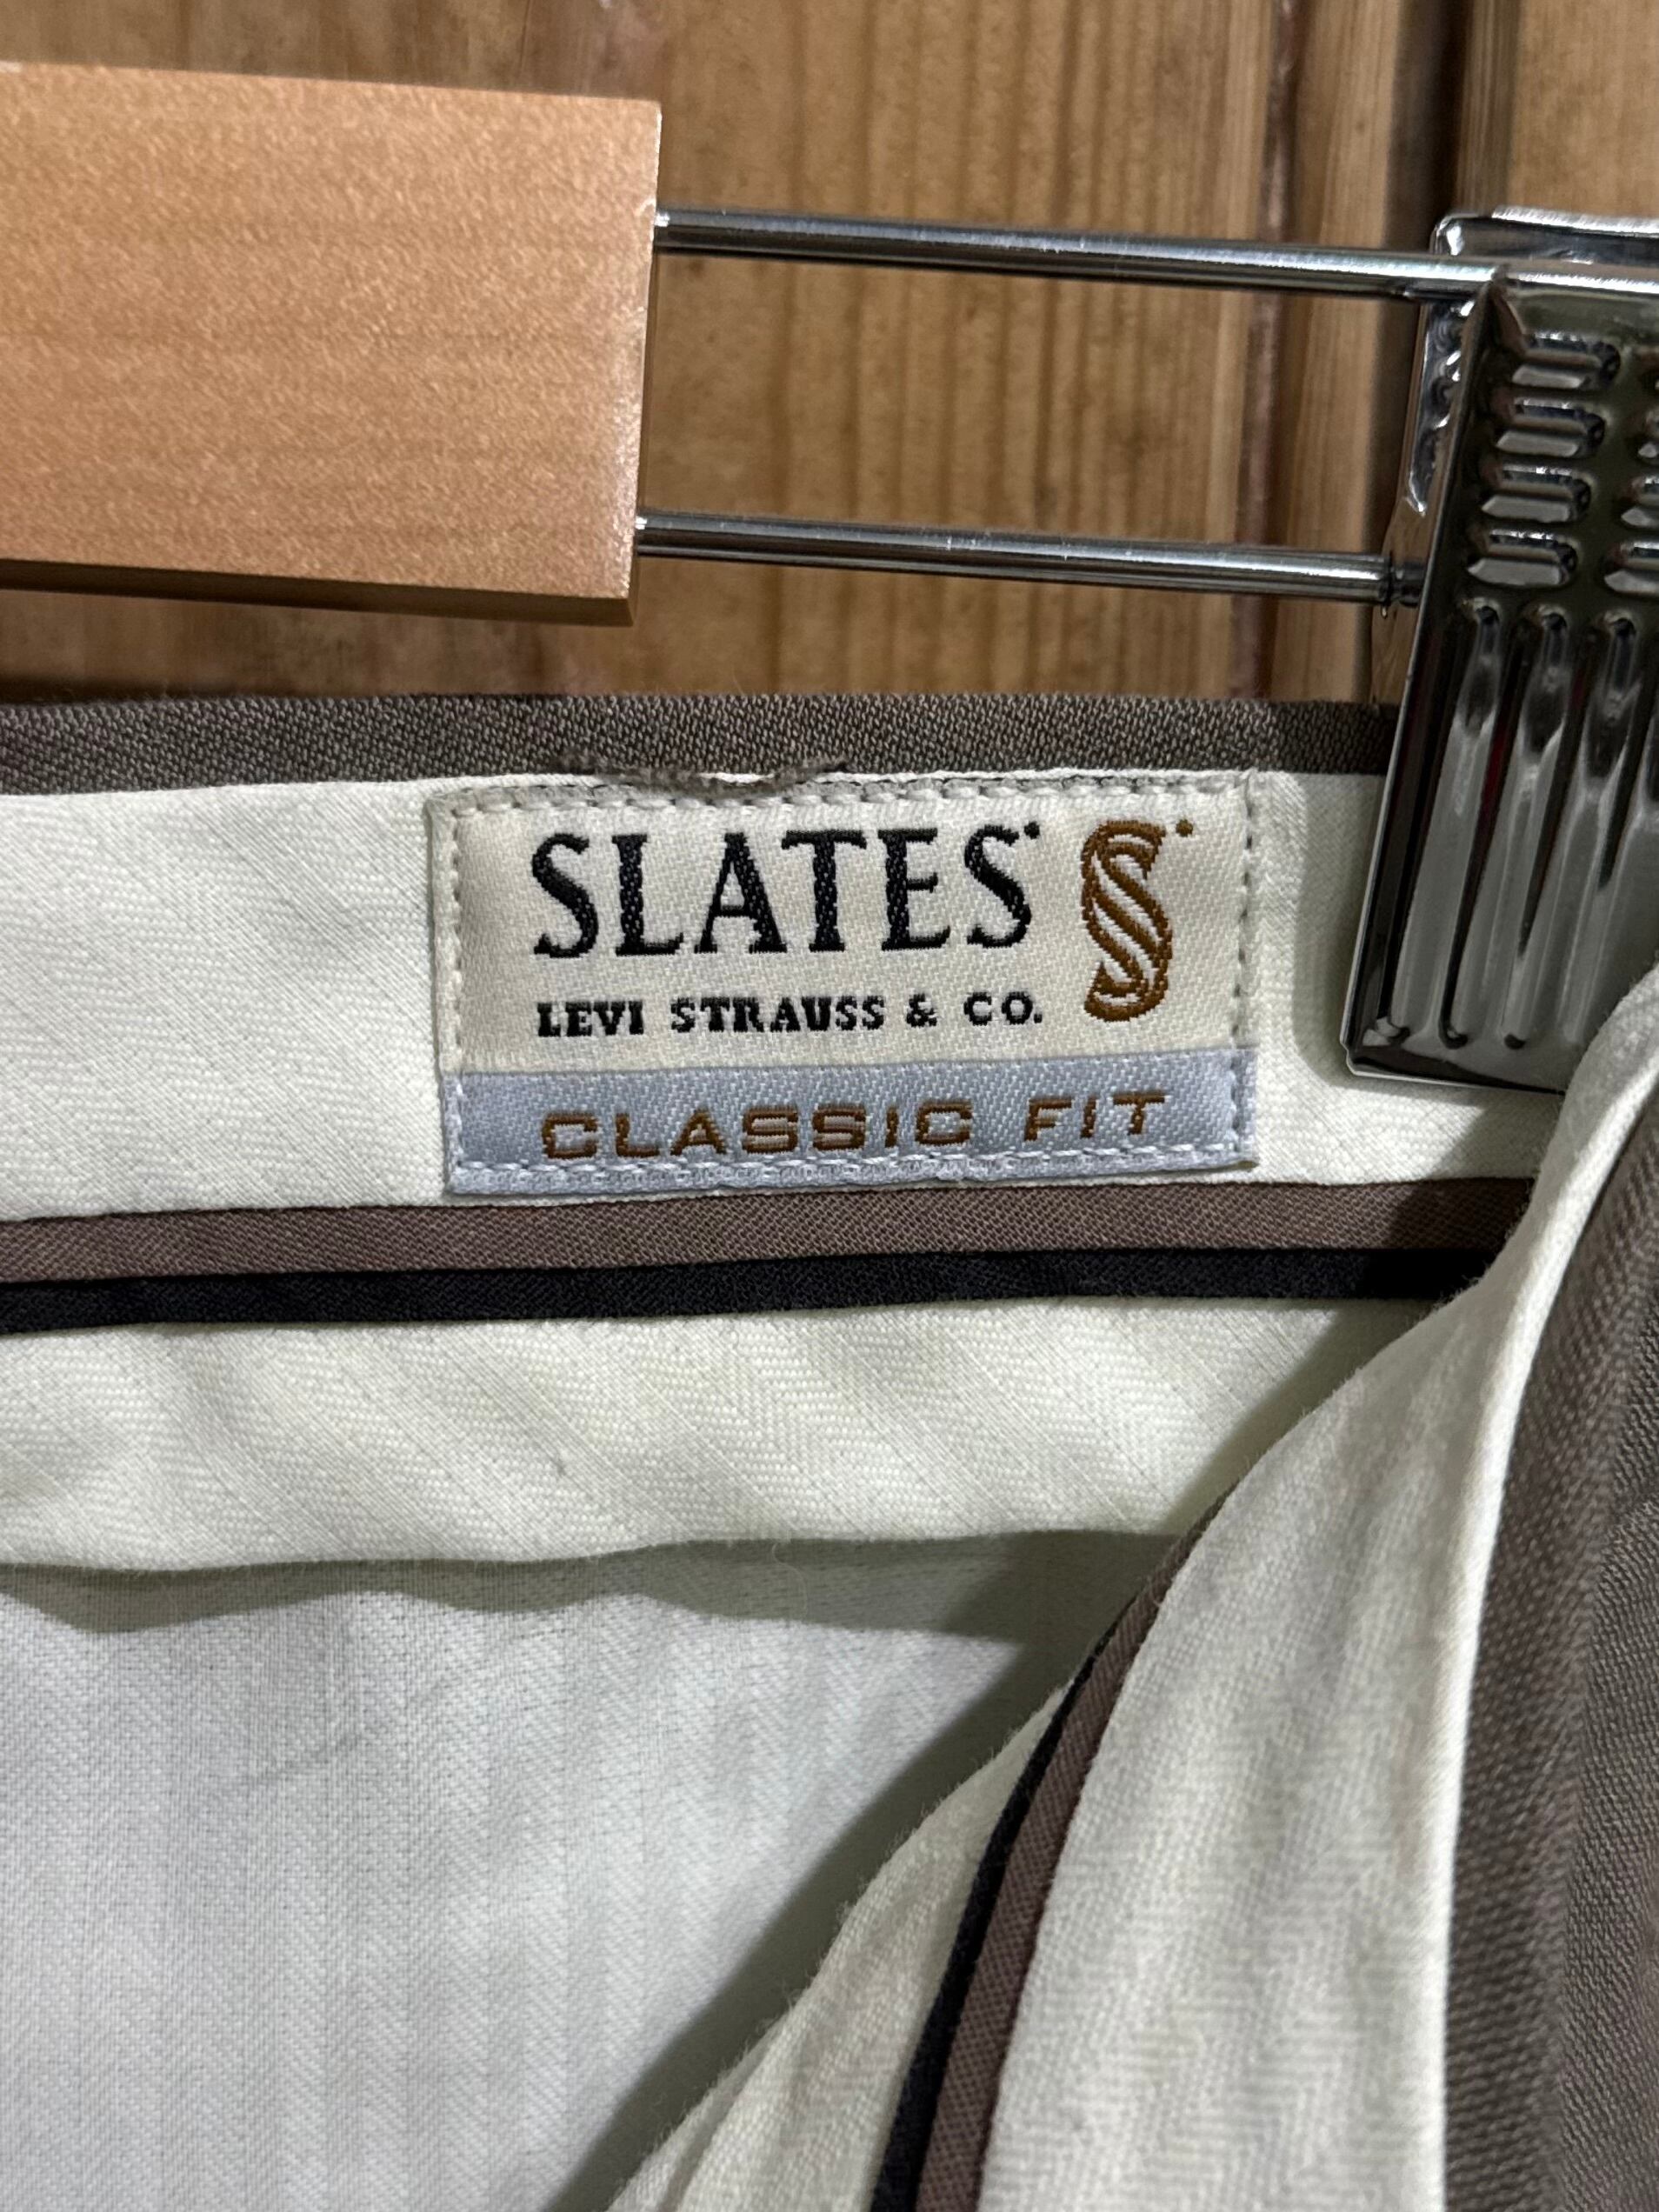 SLATES S
LEVI STRAUSS & CO.
CLASSIC FIT